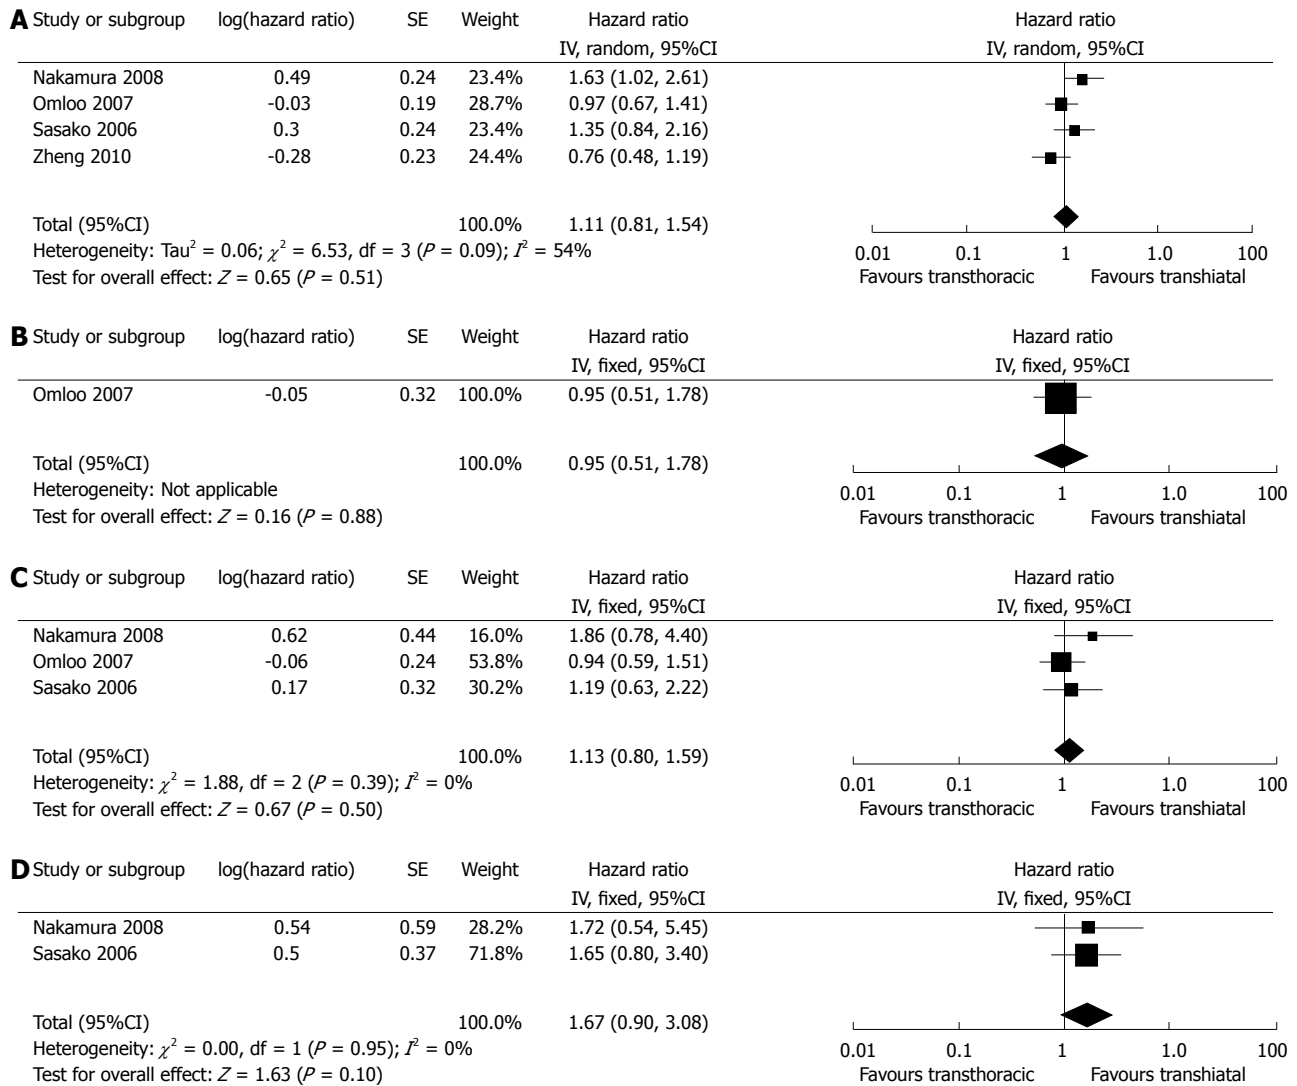 A Study or subgroup log(hazard ratio) SE Weight Hazard ratio Hazard ratio
IV, random, 95%CI IV, random, 95%CI
Nakamura 2008 0.49 0.24 23.4% 1.63 (1.02, 2.61)
Omloo 2007 -0.03 0.19 28.7% 0.97 (0.67, 1.41)
Sasako 2006 0.3 0.24 23.4% 1.35 (0.84, 2.16)
Zheng 2010 -0.28 0.23 24.4% 0.76 (0.48, 1.19)
Total (95%CI) 100.0% 1.11 (0.81, 1.54)
Heterogeneity: Tau² = 0.06; χ² = 6.53, df = 3 (P = 0.09); I² = 54%
0.01 0.1 1 1.0 100
Test for overall effect: Z = 0.65 (P = 0.51) Favours transthoracic Favours transhiatal
B Study or subgroup log(hazard ratio) SE Weight Hazard ratio Hazard ratio
IV, fixed, 95%CI IV, fixed, 95%CI
Omloo 2007 -0.05 0.32 100.0% 0.95 (0.51, 1.78)
Total (95%CI) 100.0% 0.95 (0.51, 1.78)
Heterogeneity: Not applicable 0.01 0.1 1 1.0 100
Test for overall effect: Z = 0.16 (P = 0.88) Favours transthoracic Favours transhiatal
C Study or subgroup log(hazard ratio) SE Weight Hazard ratio Hazard ratio
IV, fixed, 95%CI IV, fixed, 95%CI
Nakamura 2008 0.62 0.44 16.0% 1.86 (0.78, 4.40)
Omloo 2007 -0.06 0.24 53.8% 0.94 (0.59, 1.51)
Sasako 2006 0.17 0.32 30.2% 1.19 (0.63, 2.22)
Total (95%CI) 100.0% 1.13 (0.80, 1.59)
Heterogeneity: χ² = 1.88, df = 2 (P = 0.39); I² = 0% 0.01 0.1 1 1.0 100
Test for overall effect: Z = 0.67 (P = 0.50) Favours transthoracic Favours transhiatal
D Study or subgroup log(hazard ratio) SE Weight Hazard ratio Hazard ratio
IV, fixed, 95%CI IV, fixed, 95%CI
Nakamura 2008 0.54 0.59 28.2% 1.72 (0.54, 5.45)
Sasako 2006 0.5 0.37 71.8% 1.65 (0.80, 3.40)
Total (95%CI) 100.0% 1.67 (0.90, 3.08)
Heterogeneity: χ² = 0.00, df = 1 (P = 0.95); I² = 0% 0.01 0.1 1 1.0 100
Test for overall effect: Z = 1.63 (P = 0.10) Favours transthoracic Favours transhiatal